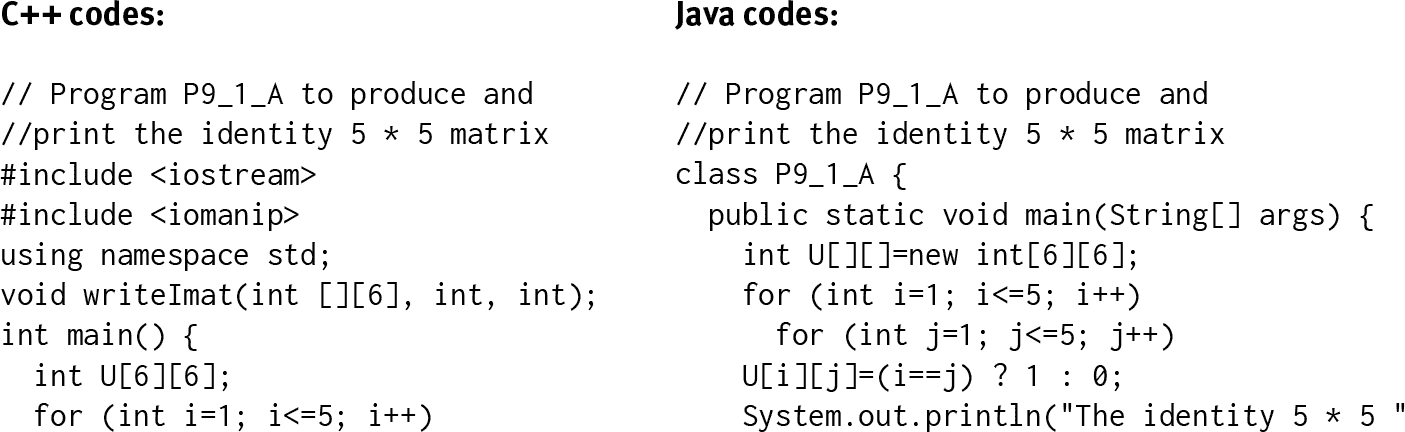 C++ codes:
// Program P9_1_A to produce and
//print the identity 5 * 5 matrix
#include <iostream>
#include <iomanip>
using namespace std;
void writeImat(int [][6], int, int);
int main() {
  int U[6][6];
  for (int i=1; i<=5; i++)
Java codes:
// Program P9_1_A to produce and
//print the identity 5 * 5 matrix
class P9_1_A {
  public static void main(String[] args) {
    int U[][]=new int[6][6];
    for (int i=1; i<=5; i++)
      for (int j=1; j<=5; j++)
    U[i][j]=(i==j) ? 1 : 0;
    System.out.println("The identity 5 * 5 "